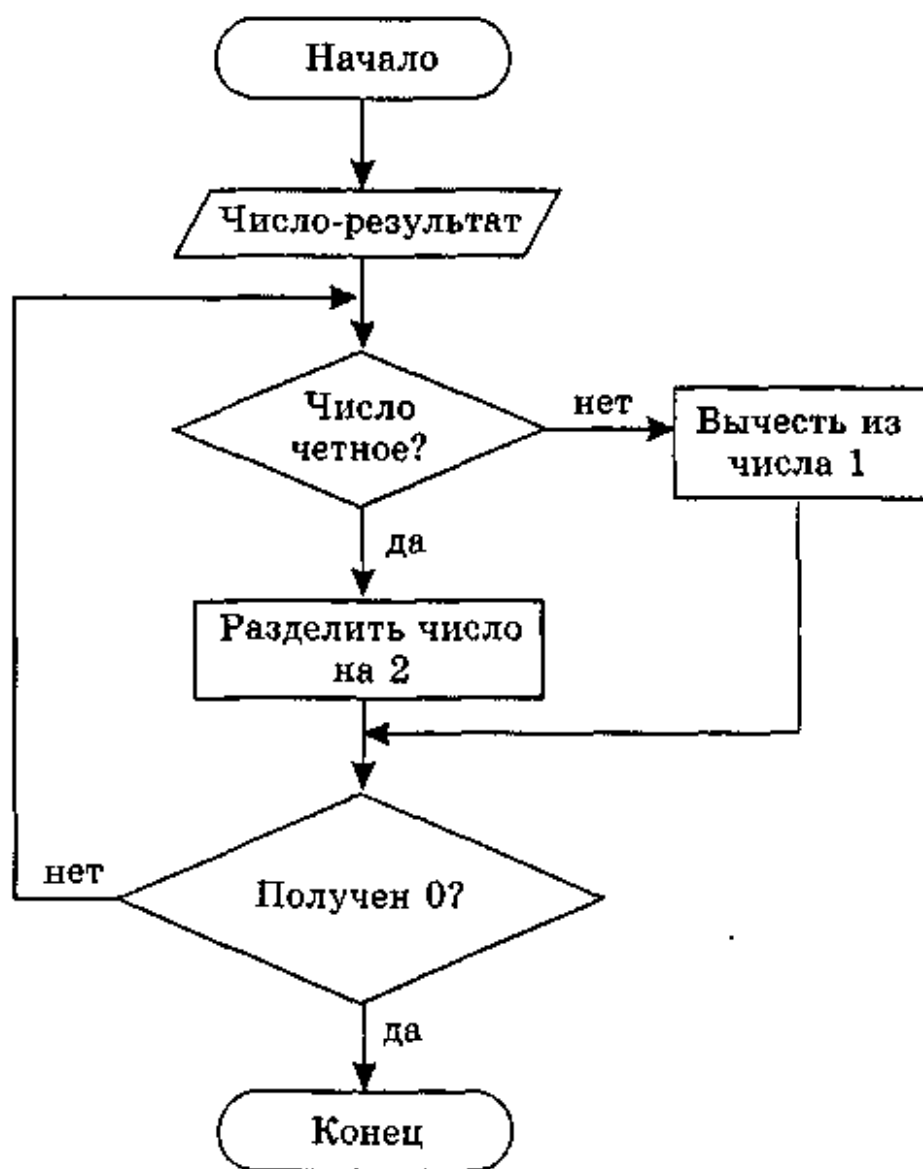 Начало
Число-результат
Число
четное?
нет
Вычесть из
числа 1
да
Разделить число
на 2
нет
Получен 0?
да
Конец